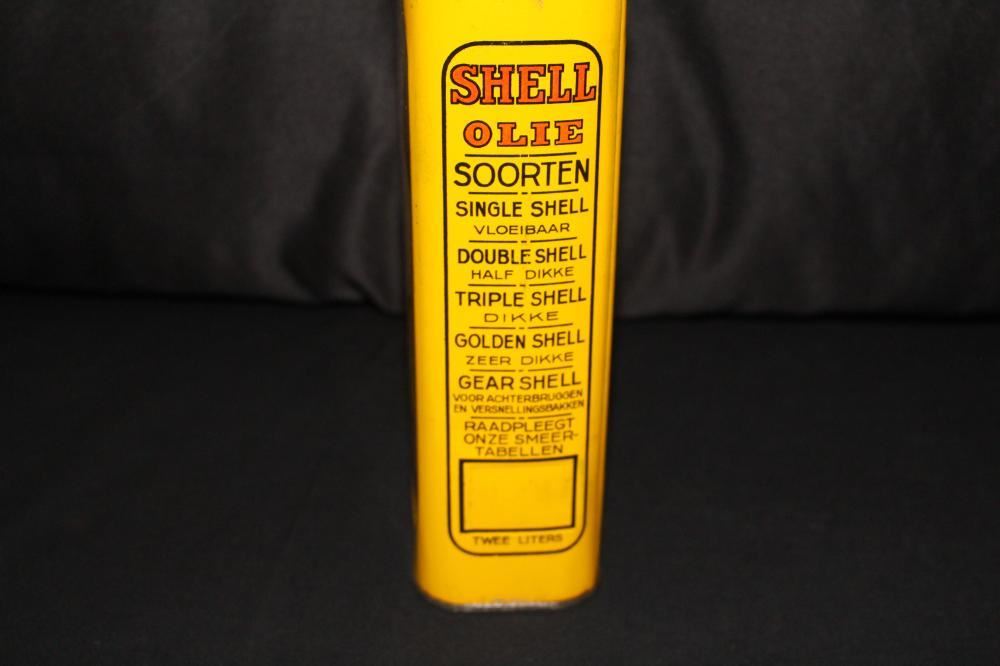 SHELL
OLIE
SOORTEN
SINGLE SHELL
VLOEIBAAR
DOUBLE SHELL
HALF DIKKE
TRIPLE SHELL
DIKKE
GOLDEN SHELL
ZEER DIKKE
GEAR SHELL
VOOR ACHTERBRUGGEN
EN VERSNELLINGSBAKKEN
RAADPLEEGT
ONZE SMEER-
TABELLEN
TWEE LITERS